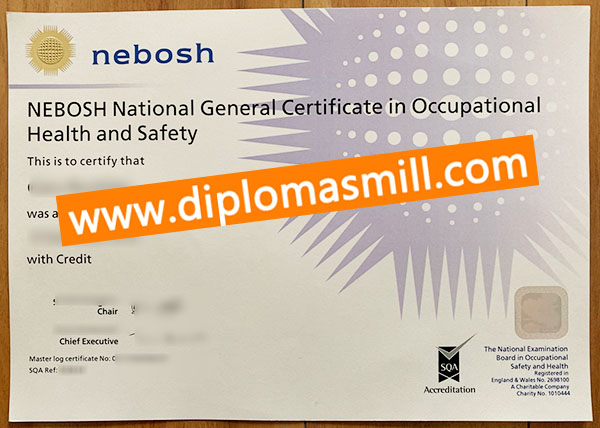 nebosh
NEBOSH National General Certificate in Occupational
Health and Safety
This is to certify that
www.diplomasmill.com
was a
with Credit
Chair
Chief Executive
Master log certificate No:
SQA Ref:
SQA
Accreditation
The National Examination
Board in Occupational
Safety and Health
Registered in
England & Wales No. 2698100
A Charitable Company
Charity No. 1010444